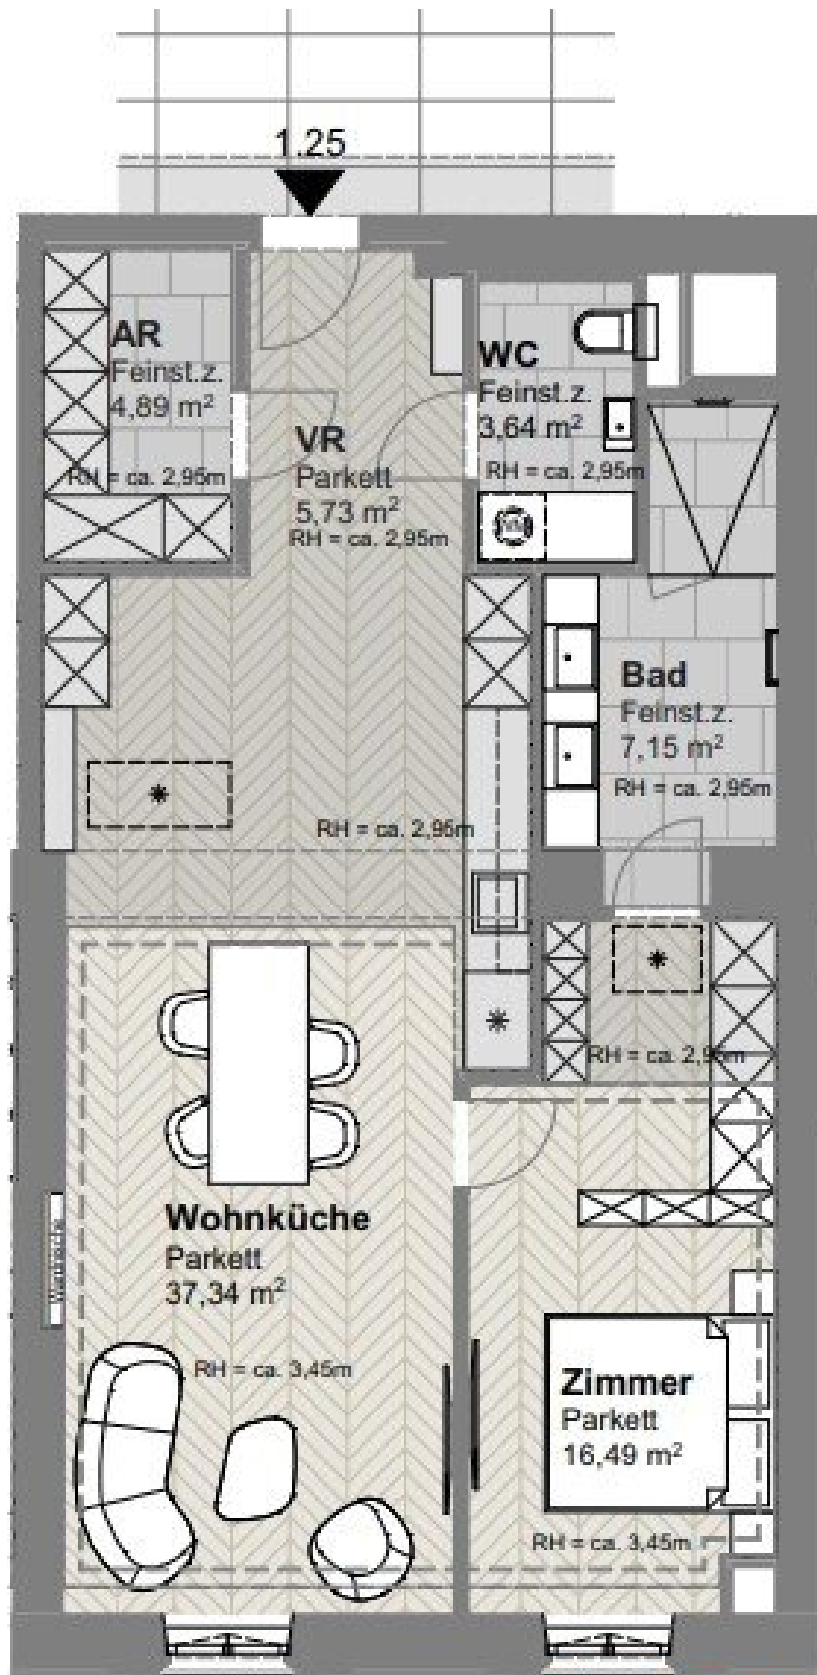 1.25
AR
Feinst.z.
4,89 m²
RH = ca. 2,95m
VR
Parkett
5,73 m²
RH = ca. 2,95m
WC
Feinst.z.
3,64 m²
RH = ca. 2,95m
Bad
Feinst.z.
7,15 m²
RH = ca. 2,95m
RH = ca. 2,95m
RH = ca. 2,95m
Wohnküche
Parkett
37,34 m²
RH = ca. 3,45m
Zimmer
Parkett
16,49 m²
RH = ca. 3,45m